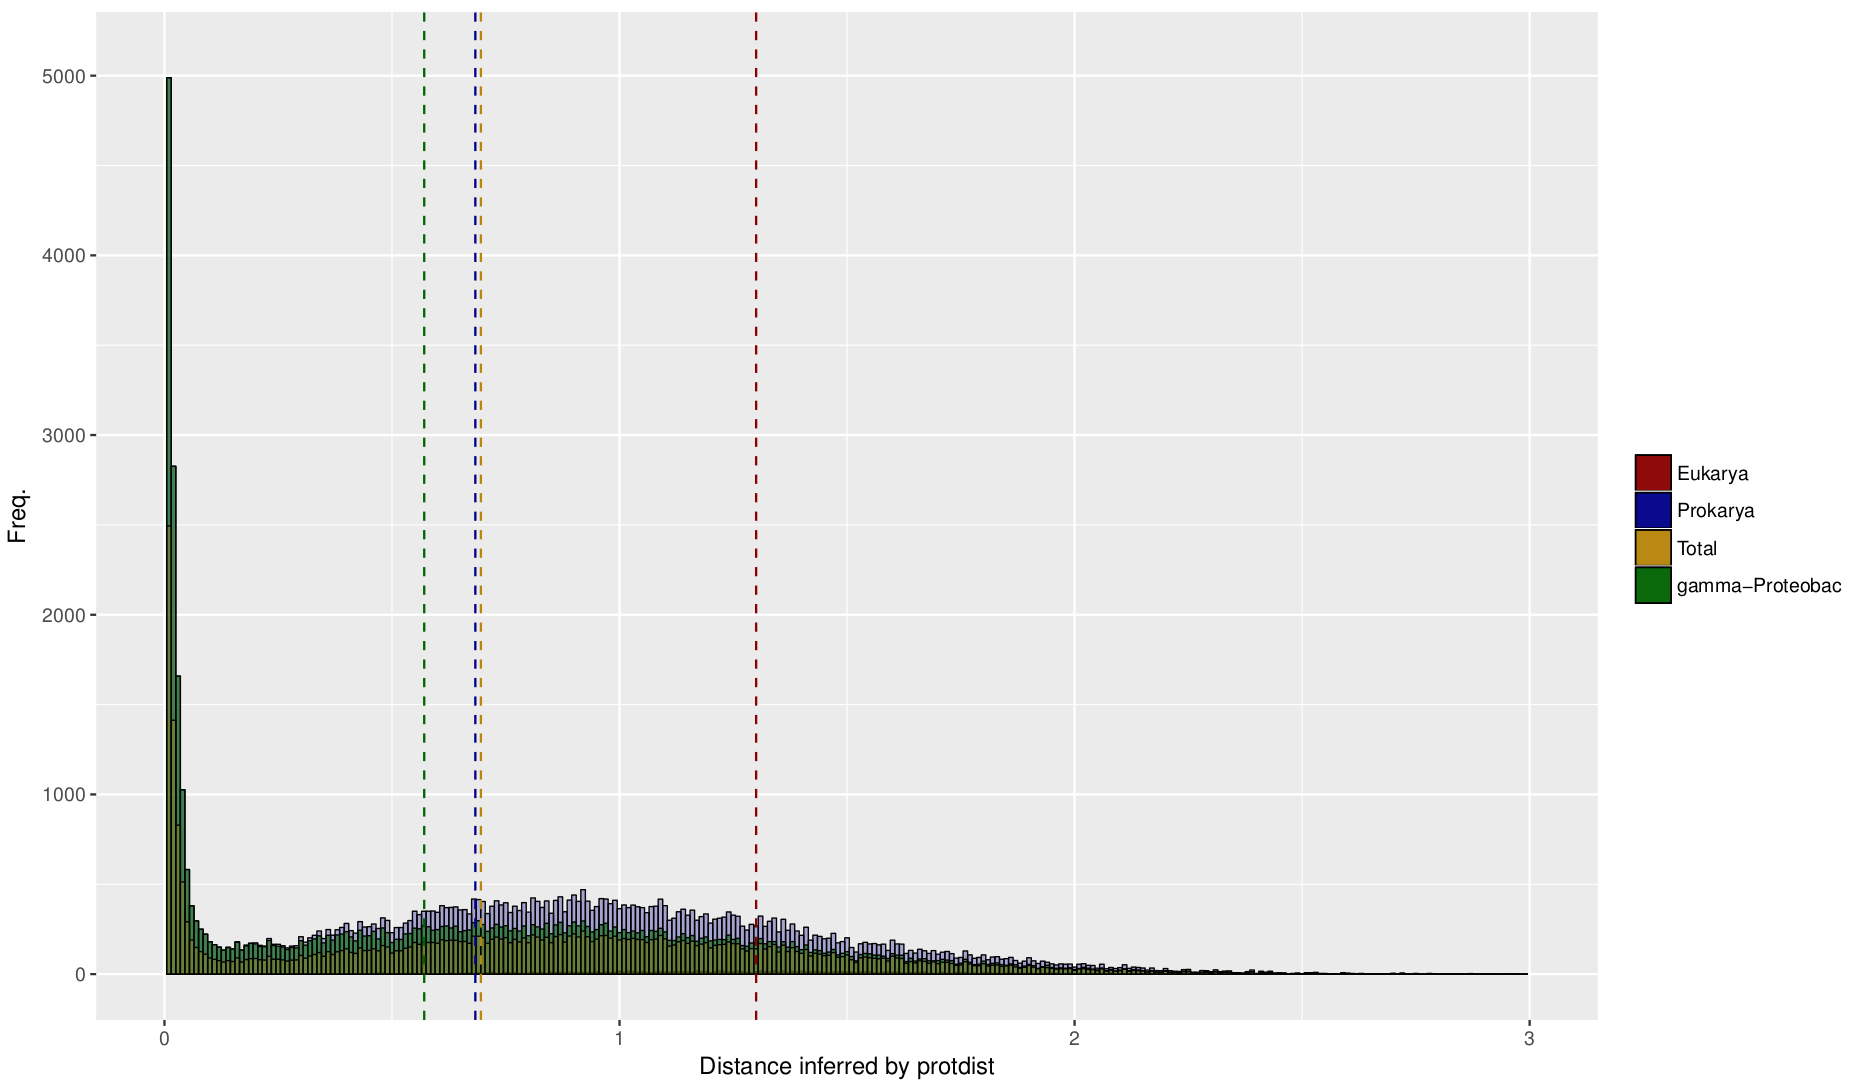 5000
4000
3000
2000
1000
0
Freq.
0 1 2 3
Distance inferred by protdist
Eukarya
Prokarya
Total
gamma−Proteobac